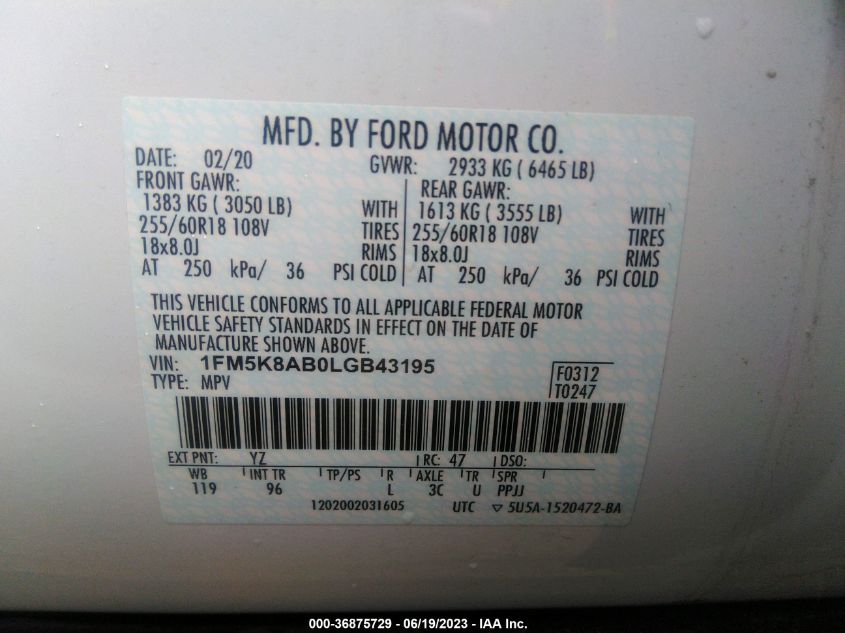 MFD. BY FORD MOTOR CO.
DATE: 02/20 GVWR: 2933 KG ( 6465 LB)
FRONT GAWR: REAR GAWR:
1383 KG ( 3050 LB) WITH 1613 KG ( 3555 LB) WITH
255/60R18 108V TIRES 255/60R18 108V TIRES
18x8.0J RIMS 18x8.0J RIMS
AT 250 kPa/ 36 PSI COLD AT 250 kPa/ 36 PSI COLD
THIS VEHICLE CONFORMS TO ALL APPLICABLE FEDERAL MOTOR
VEHICLE SAFETY STANDARDS IN EFFECT ON THE DATE OF
MANUFACTURE SHOWN ABOVE.
VIN: 1FM5K8AB0LGB43195 F0312
TYPE: MPV T0247
EXT PNT: YZ RC: 47 DSO:
WB INT TR TP/PS R AXLE TR SPR
119 96 L 3C U PPJJ
1202002031605 UTC ▽ 5U5A-1520472-BA
000-36875729 - 06/19/2023 - IAA Inc.